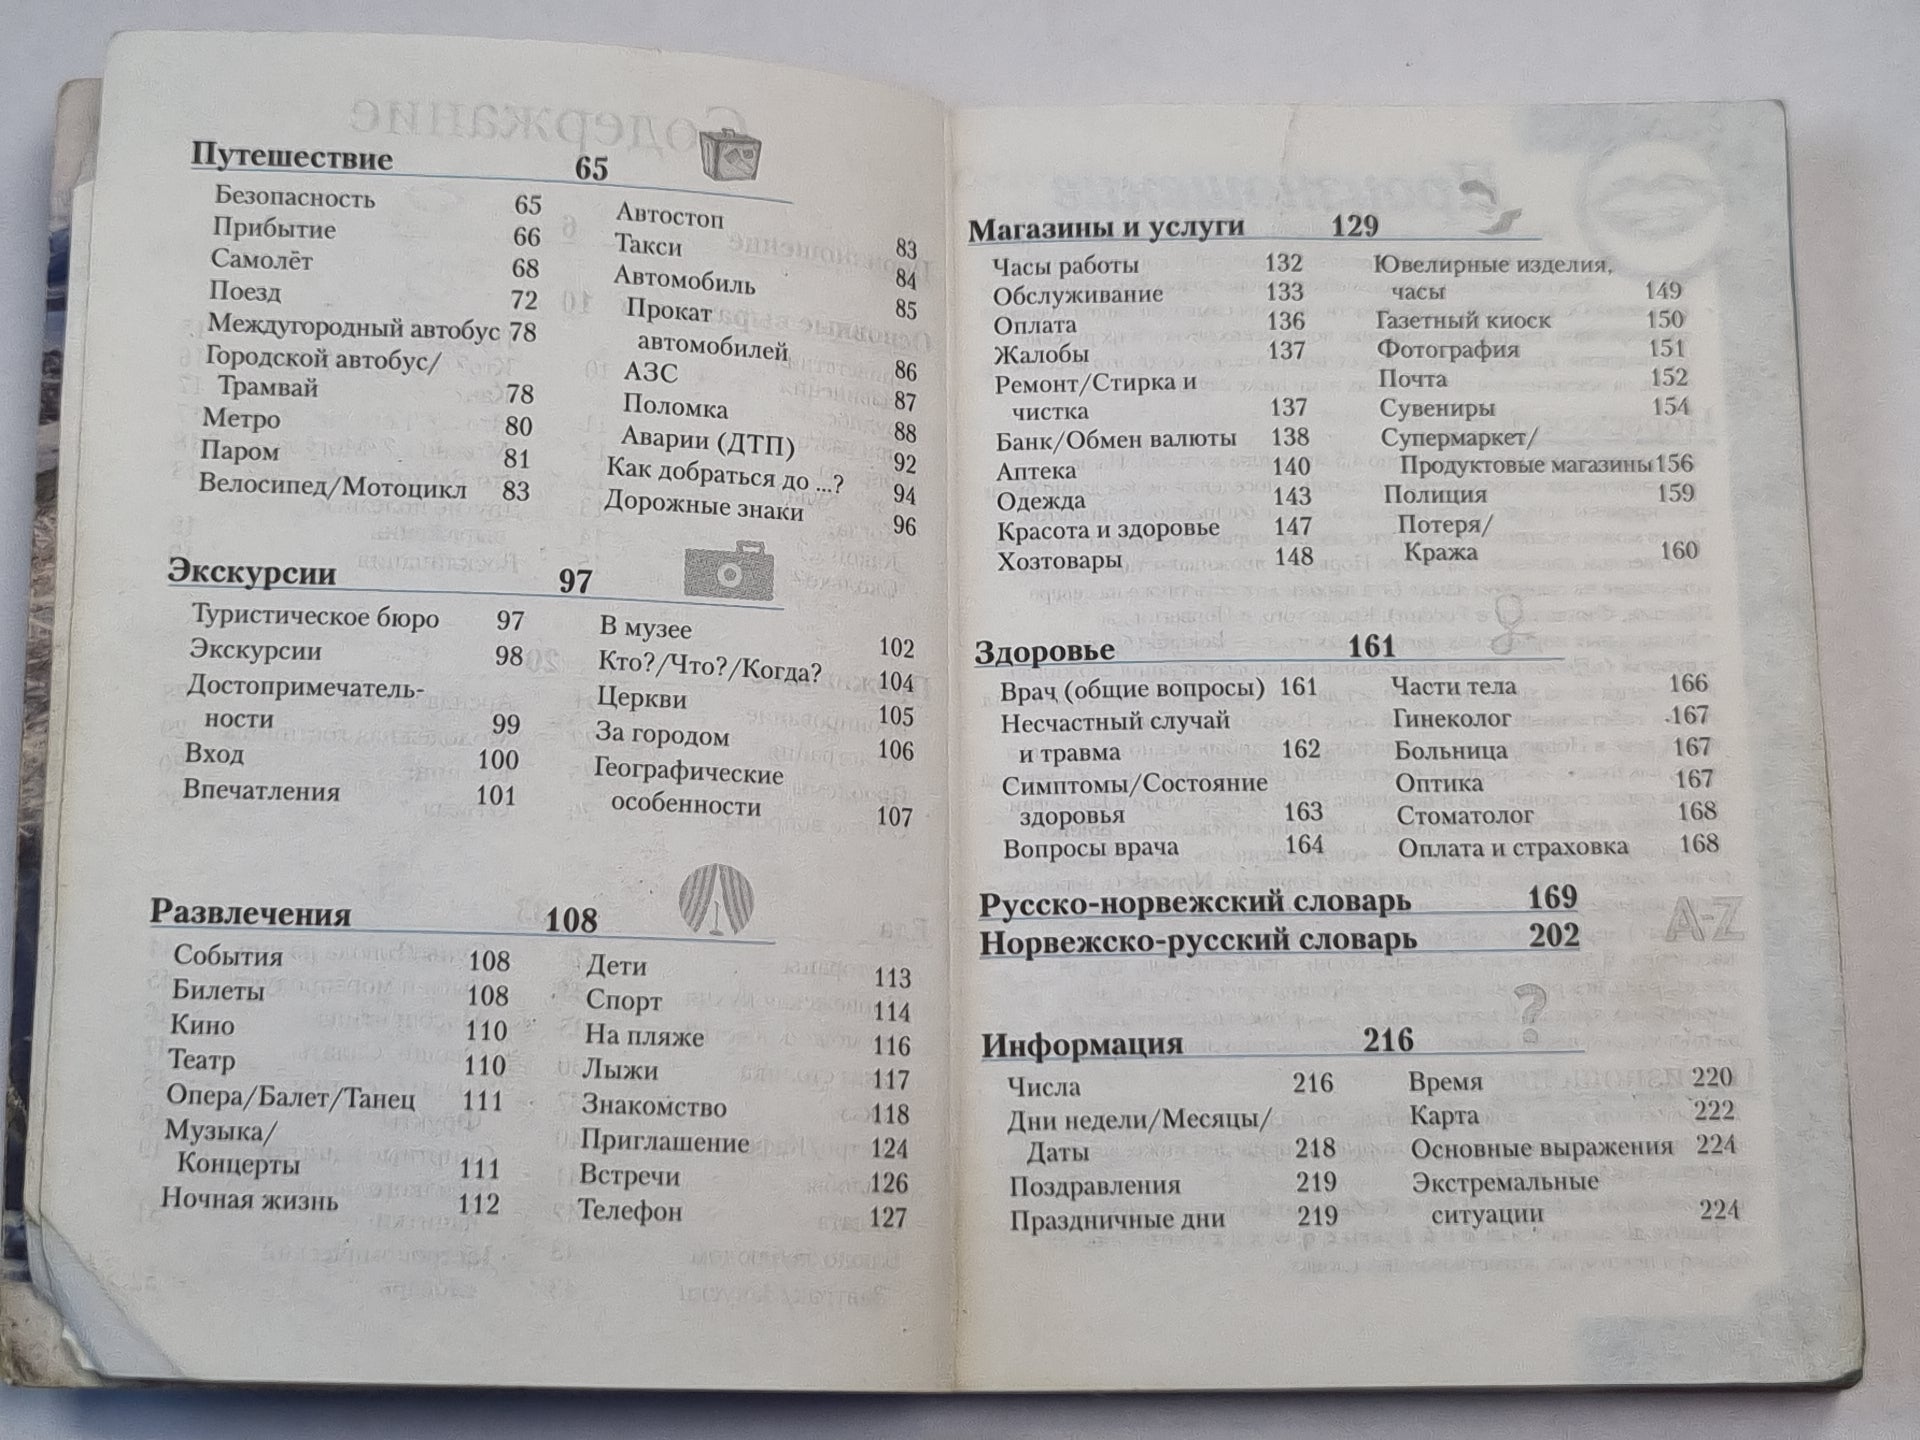 Путешествие 65
Безопасность 65
Прибытие 66
Самолёт 68
Поезд 72
Междугородный автобус 78
Городской автобус/
Трамвай 78
Метро 80
Паром 81
Велосипед/Мотоцикл 83
Автостоп 83
Такси 84
Автомобиль 85
Прокат
автомобилей 86
АЗС 87
Поломка 88
Аварии (ДТП) 92
Как добраться до ...? 94
Дорожные знаки 96
Экскурсии 97
Туристическое бюро 97
Экскурсии 98
Достопримечатель-
ности 99
Вход 100
Впечатления 101
В музее 102
Кто?/Что?/Когда? 104
Церкви 105
За городом 106
Географические
особенности 107
Развлечения 108
События 108
Билеты 108
Кино 110
Театр 110
Опера/Балет/Танец 111
Музыка/
Концерты 111
Ночная жизнь 112
Дети 113
Спорт 114
На пляже 116
Лыжи 117
Знакомство 118
Приглашение 124
Встречи 126
Телефон 127
Магазины и услуги 129
Часы работы 132
Обслуживание 133
Оплата 136
Жалобы 137
Ремонт/Стирка и
чистка 137
Банк/Обмен валюты 138
Аптека 140
Одежда 143
Красота и здоровье 147
Хозтовары 148
Ювелирные изделия,
часы 149
Газетный киоск 150
Фотография 151
Почта 152
Сувениры 154
Супермаркет/
Продуктовые магазины 156
Полиция 159
Потеря/
Кража 160
Здоровье 161
Врач (общие вопросы) 161
Несчастный случай
и травма 162
Симптомы/Состояние
здоровья 163
Вопросы врача 164
Части тела 166
Гинеколог 167
Больница 167
Оптика 167
Стоматолог 168
Оплата и страховка 168
Русско-норвежский словарь 169
Норвежско-русский словарь 202
A-Z
Информация 216
Числа 216
Дни недели/Месяцы/
Даты 218
Поздравления 219
Праздничные дни 219
Время 220
Карта 222
Основные выражения 224
Экстремальные
ситуации 224